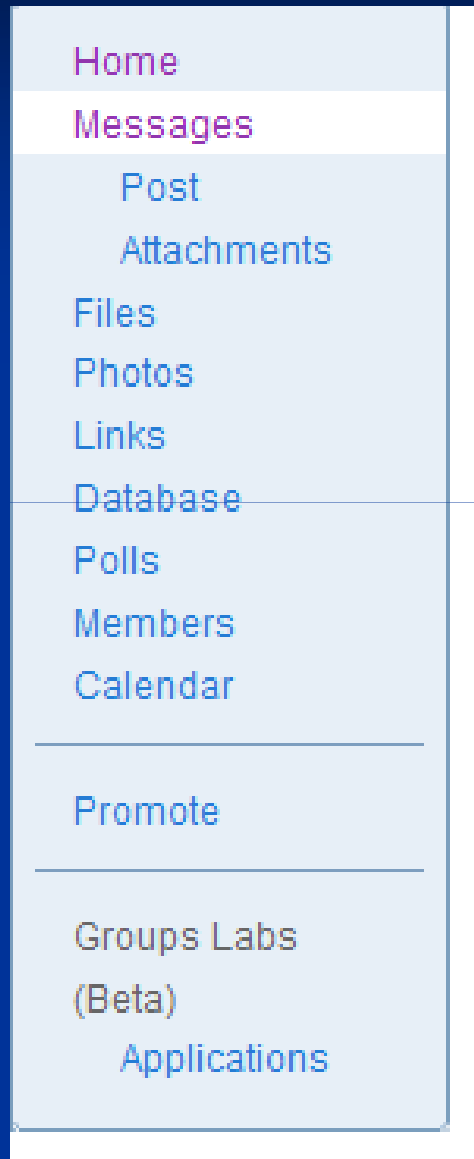 Home
Messages
Post
Attachments
Files
Photos
Links
Database
Polls
Members
Calendar
Promote
Groups Labs
(Beta)
Applications